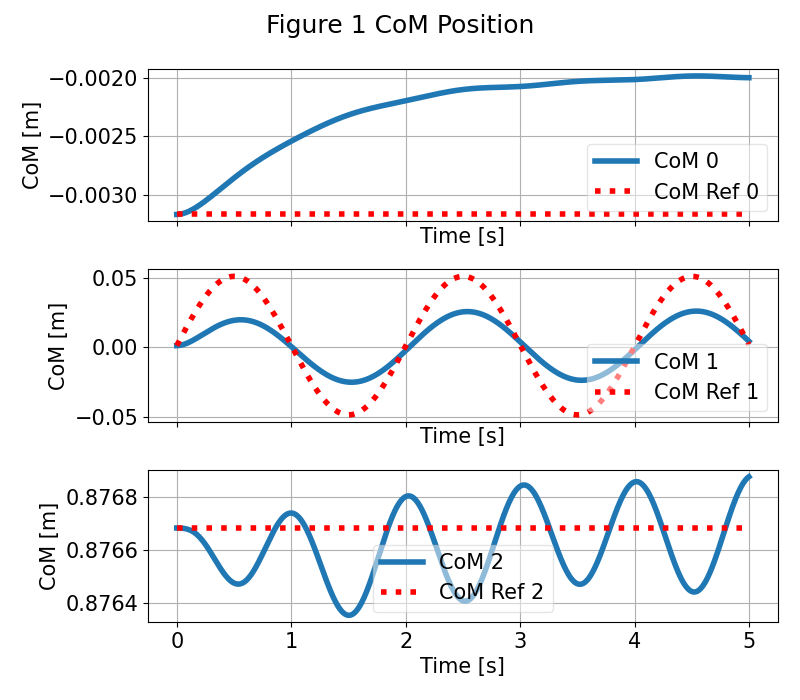 Figure 1 CoM Position
CoM [m]
−0.0020
−0.0025
−0.0030
CoM 0
CoM Ref 0
Time [s]
CoM [m]
0.05
0.00
−0.05
CoM 1
CoM Ref 1
Time [s]
CoM [m]
0.8768
0.8766
0.8764
CoM 2
CoM Ref 2
0 1 2 3 4 5
Time [s]